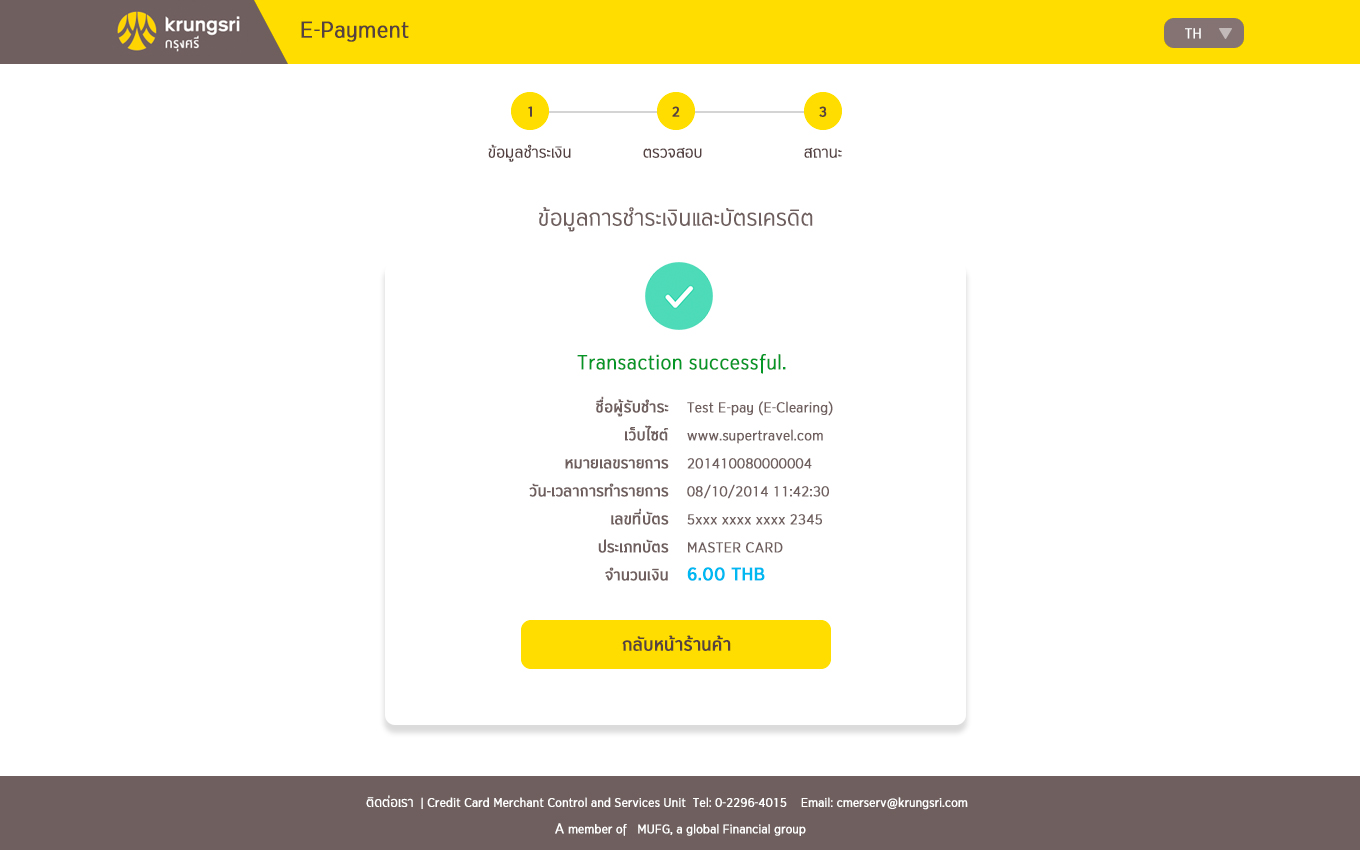 krungsri
กรุงศรี
E-Payment
TH
1 2 3
ข้อมูลชำระเงิน ตรวจสอบ สถานะ
ข้อมูลการชำระเงินและบัตรเครดิต
Transaction successful.
ชื่อผู้รับชำระ Test E-pay (E-Clearing)
เว็บไซต์ www.supertravel.com
หมายเลขรายการ 201410080000004
วัน-เวลาการทำรายการ 08/10/2014 11:42:30
เลขที่บัตร 5xxx xxxx xxxx 2345
ประเภทบัตร MASTER CARD
จำนวนเงิน 6.00 THB
กลับหน้าร้านค้า
ติดต่อเรา | Credit Card Merchant Control and Services Unit Tel: 0-2296-4015 Email: cmerserv@krungsri.com
A member of MUFG, a global Financial group